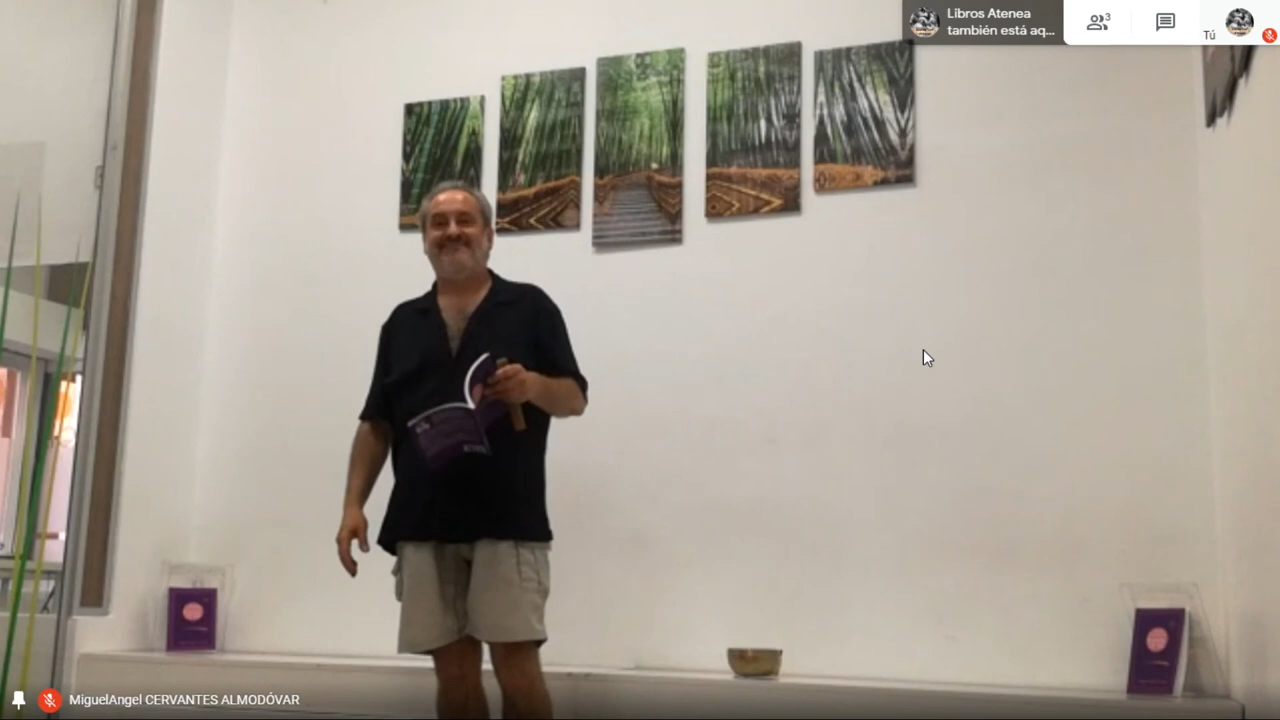 Libros Atenea
también está aq...
3
Tú
MiguelAngel CERVANTES ALMODÓVAR